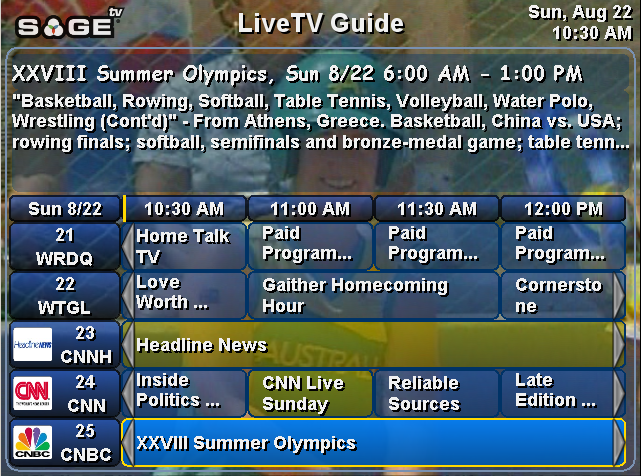 SAGE tv
LiveTV Guide
Sun, Aug 22
10:30 AM
XXVIII Summer Olympics, Sun 8/22 6:00 AM - 1:00 PM
"Basketball, Rowing, Softball, Table Tennis, Volleyball, Water Polo,
Wrestling (Cont'd)" - From Athens, Greece. Basketball, China vs. USA;
rowing finals; softball, semifinals and bronze-medal game; table tenn...
Sun 8/22
10:30 AM
11:00 AM
11:30 AM
12:00 PM
21
WRDQ
Home Talk
TV
Paid
Program...
Paid
Program...
Paid
Program...
22
WTGL
Love
Worth ...
Gaither Homecoming
Hour
Cornersto
ne
Headline NEWS
23
CNNH
Headline News
CNN
24
CNN
Inside
Politics ...
CNN Live
Sunday
Reliable
Sources
Late
Edition ...
AUSTRALIA
CNBC
25
CNBC
XXVIII Summer Olympics